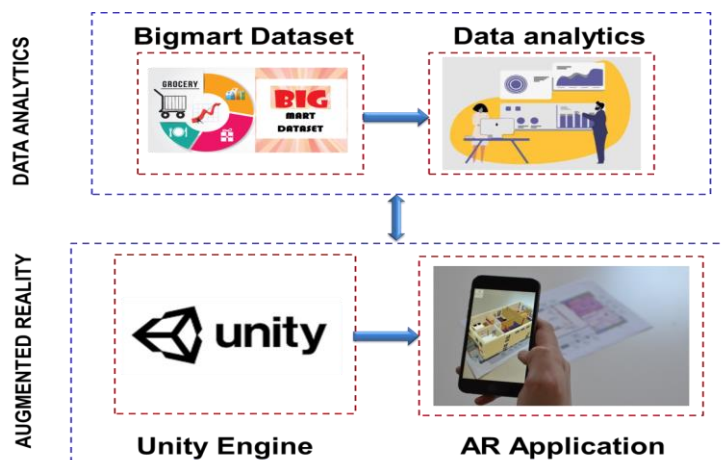 DATA ANALYTICS
Bigmart Dataset
Data analytics
GROCERY
BIG
MART
DATASET
AUGMENTED REALITY
unity
Unity Engine
AR Application